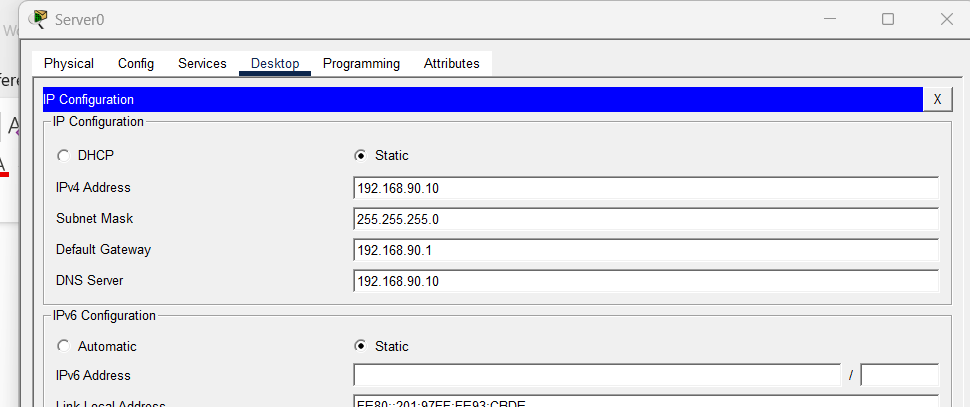 Server0
Physical Config Services Desktop Programming Attributes
IP Configuration X
IP Configuration
DHCP Static
IPv4 Address 192.168.90.10
Subnet Mask 255.255.255.0
Default Gateway 192.168.90.1
DNS Server 192.168.90.10
IPv6 Configuration
Automatic Static
IPv6 Address /
Link Local Address FE80::201:97FF:FE93:CBDE